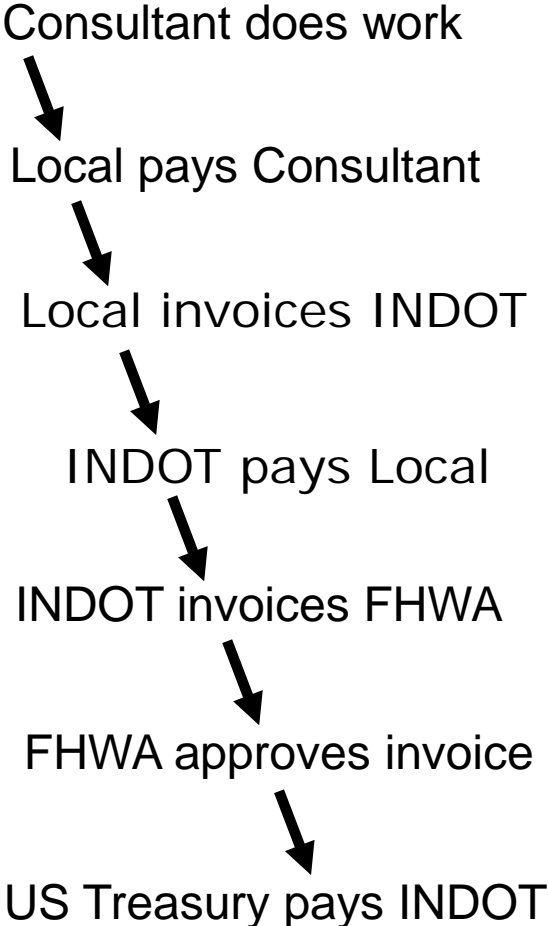 Consultant does work
Local pays Consultant
Local invoices INDOT
INDOT pays Local
INDOT invoices FHWA
FHWA approves invoice
US Treasury pays INDOT